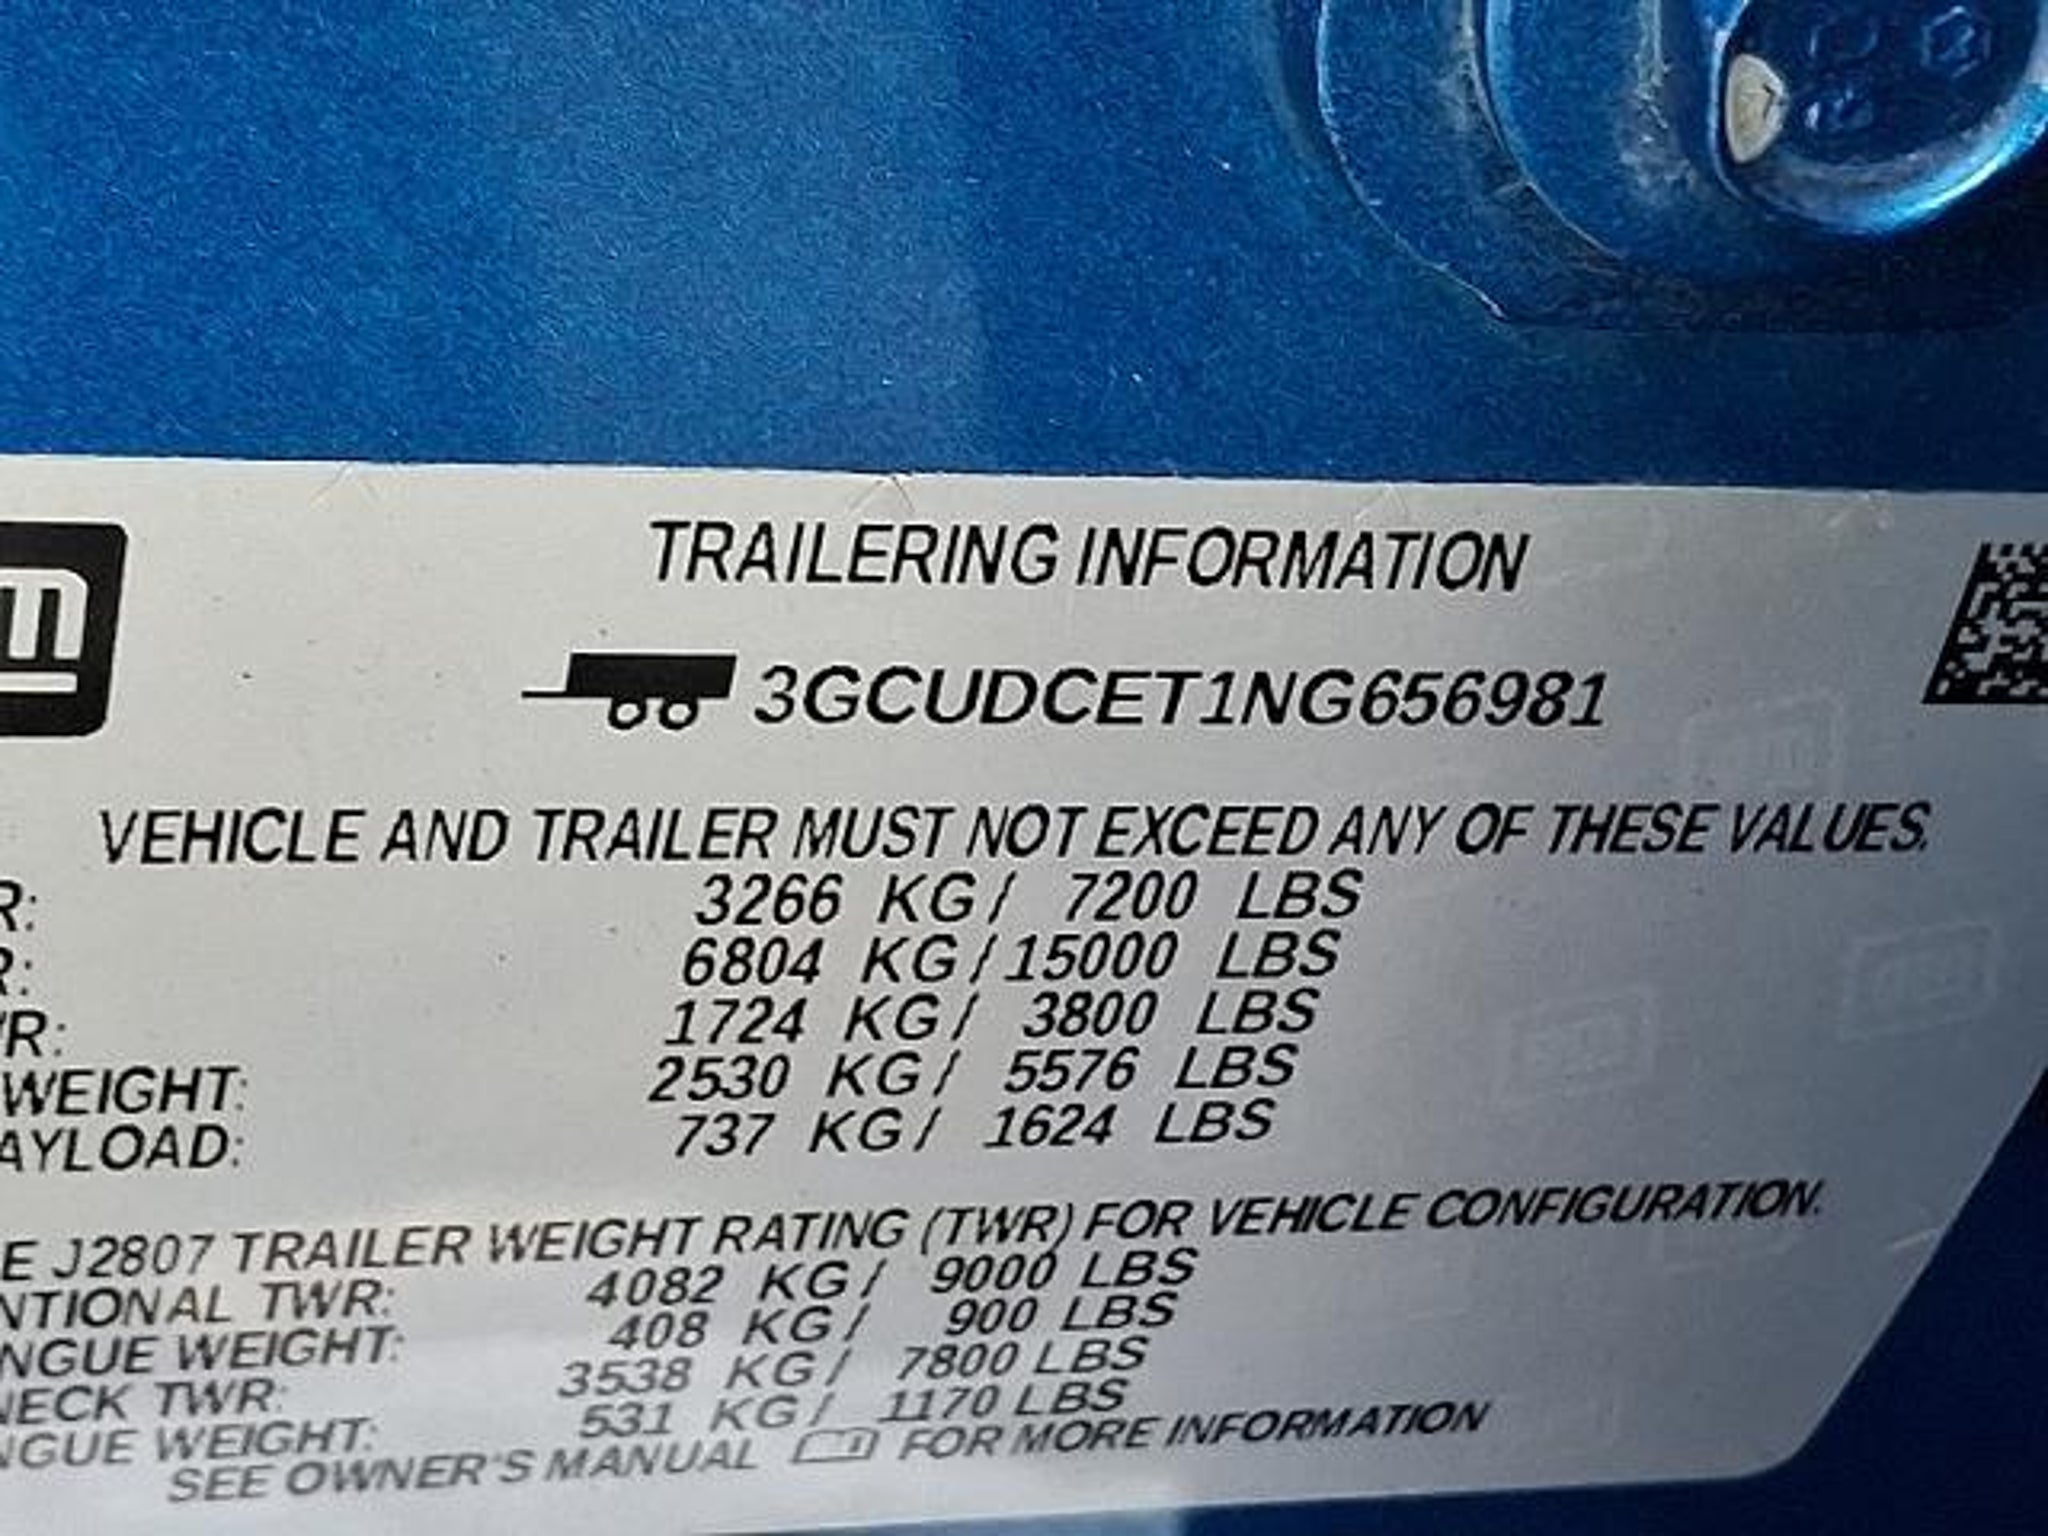 gm
TRAILERING INFORMATION
3GCUDCET1NG656981
VEHICLE AND TRAILER MUST NOT EXCEED ANY OF THESE VALUES.
R: 3266 KG / 7200 LBS
R: 6804 KG / 15000 LBS
WR: 1724 KG / 3800 LBS
WEIGHT: 2530 KG / 5576 LBS
AYLOAD: 737 KG / 1624 LBS
E J2807 TRAILER WEIGHT RATING (TWR) FOR VEHICLE CONFIGURATION.
NTIONAL TWR: 4082 KG / 9000 LBS
NGUE WEIGHT: 408 KG / 900 LBS
NECK TWR: 3538 KG / 7800 LBS
NGUE WEIGHT: 531 KG / 1170 LBS
SEE OWNER'S MANUAL FOR MORE INFORMATION